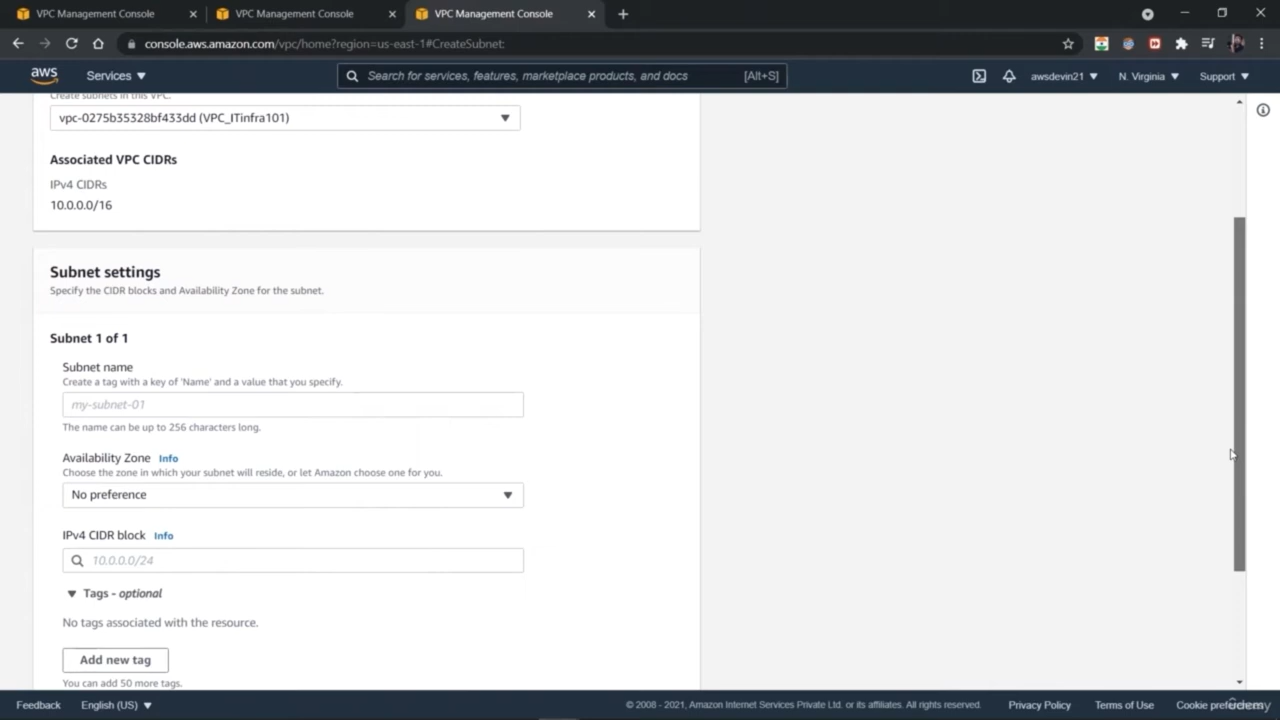 VPC Management Console
VPC Management Console
VPC Management Console
console.aws.amazon.com/vpc/home?region=us-east-1#CreateSubnet:
aws
Services
Search for services, features, marketplace products, and docs
[Alt+S]
awsdevin21
N. Virginia
Support
Create subnets in this VPC.
vpc-0275b35328bf433dd (VPC_ITinfra101)
Associated VPC CIDRs
IPv4 CIDRs
10.0.0.0/16
Subnet settings
Specify the CIDR blocks and Availability Zone for the subnet.
Subnet 1 of 1
Subnet name
Create a tag with a key of 'Name' and a value that you specify.
my-subnet-01
The name can be up to 256 characters long.
Availability Zone Info
Choose the zone in which your subnet will reside, or let Amazon choose one for you.
No preference
IPv4 CIDR block Info
10.0.0.0/24
Tags - optional
No tags associated with the resource.
Add new tag
You can add 50 more tags.
Feedback
English (US)
© 2008 - 2021, Amazon Internet Services Private Ltd. or its affiliates. All rights reserved.
Privacy Policy
Terms of Use
Cookie preferences
Udemy